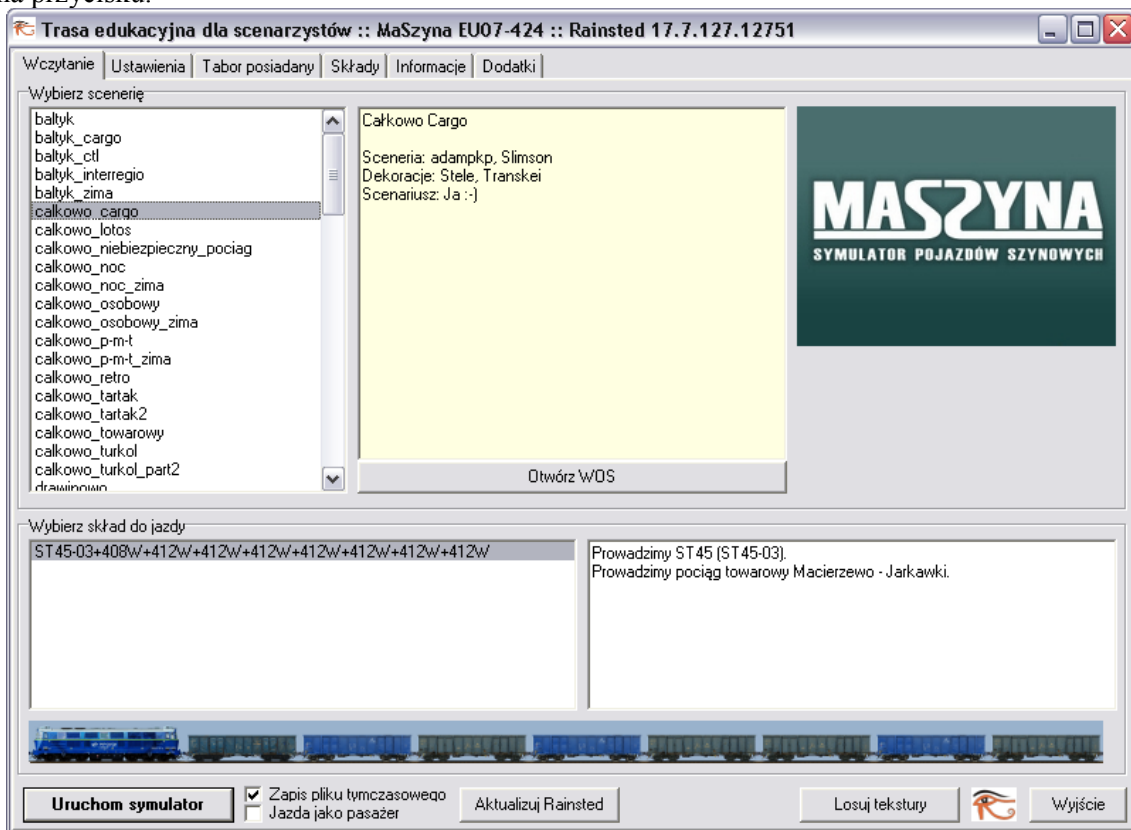 na przycisku.
Trasa edukacyjna dla scenarzystów :: MaSzyna EU07-424 :: Rainsted 17.7.127.12751
Wczytanie Ustawienia Tabor posiadany Składy Informacje Dodatki
Wybierz scenerię
baltyk
baltyk_cargo
baltyk_ctl
baltyk_interregio
baltyk_zima
calkowo_cargo
calkowo_lotos
calkowo_niebiezpieczny_pociag
calkowo_noc
calkowo_noc_zima
calkowo_osobowy
calkowo_osobowy_zima
calkowo_p-m-t
calkowo_p-m-t_zima
calkowo_retro
calkowo_tartak
calkowo_tartak2
calkowo_towarowy
calkowo_turkol
calkowo_turkol_part2
drawinowo
Całkowo Cargo
Sceneria: adampkp, Slimson
Dekoracje: Stele, Transkei
Scenariusz: Ja :-)
Otwórz WOS
MASZYNA
SYMULATOR POJAZDÓW SZYNOWYCH
Wybierz skład do jazdy
ST45-03+408W+412W+412W+412W+412W+412W+412W+412W
Prowadzimy ST45 (ST45-03).
Prowadzimy pociąg towarowy Macierzewo - Jarkawki.
Uruchom symulator
Zapis pliku tymczasowego
Jazda jako pasażer
Aktualizuj Rainsted
Losuj tekstury
Wyjście